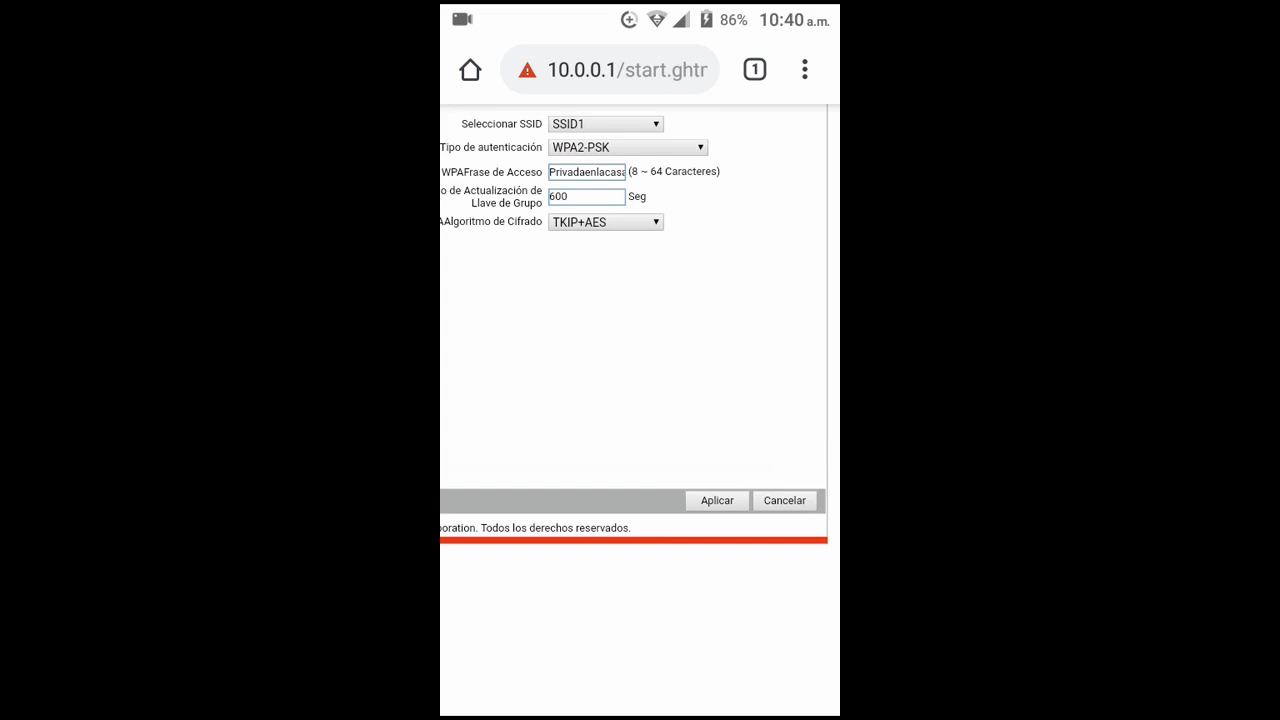 86% 10:40 a.m.
10.0.0.1/start.ghtr
1
Seleccionar SSID SSID1
Tipo de autenticación WPA2-PSK
WPAFrase de Acceso Privadaenlacasa (8 ~ 64 Caracteres)
o de Actualización de
Llave de Grupo 600 Seg
AAlgoritmo de Cifrado TKIP+AES
Aplicar Cancelar
oration. Todos los derechos reservados.